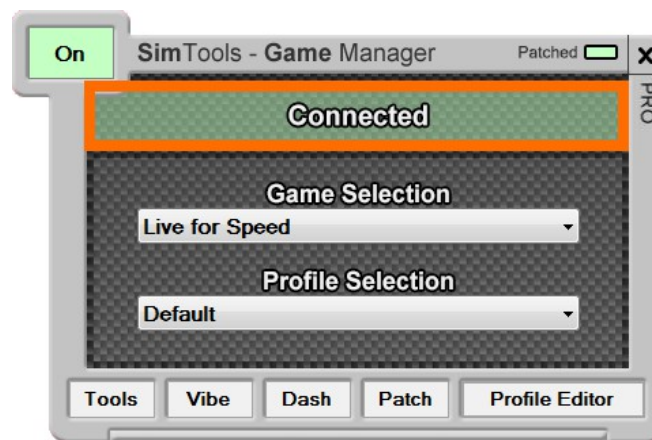 On
SimTools - Game Manager
Patched
PRO
Connected
Game Selection
Live for Speed
Profile Selection
Default
Tools
Vibe
Dash
Patch
Profile Editor